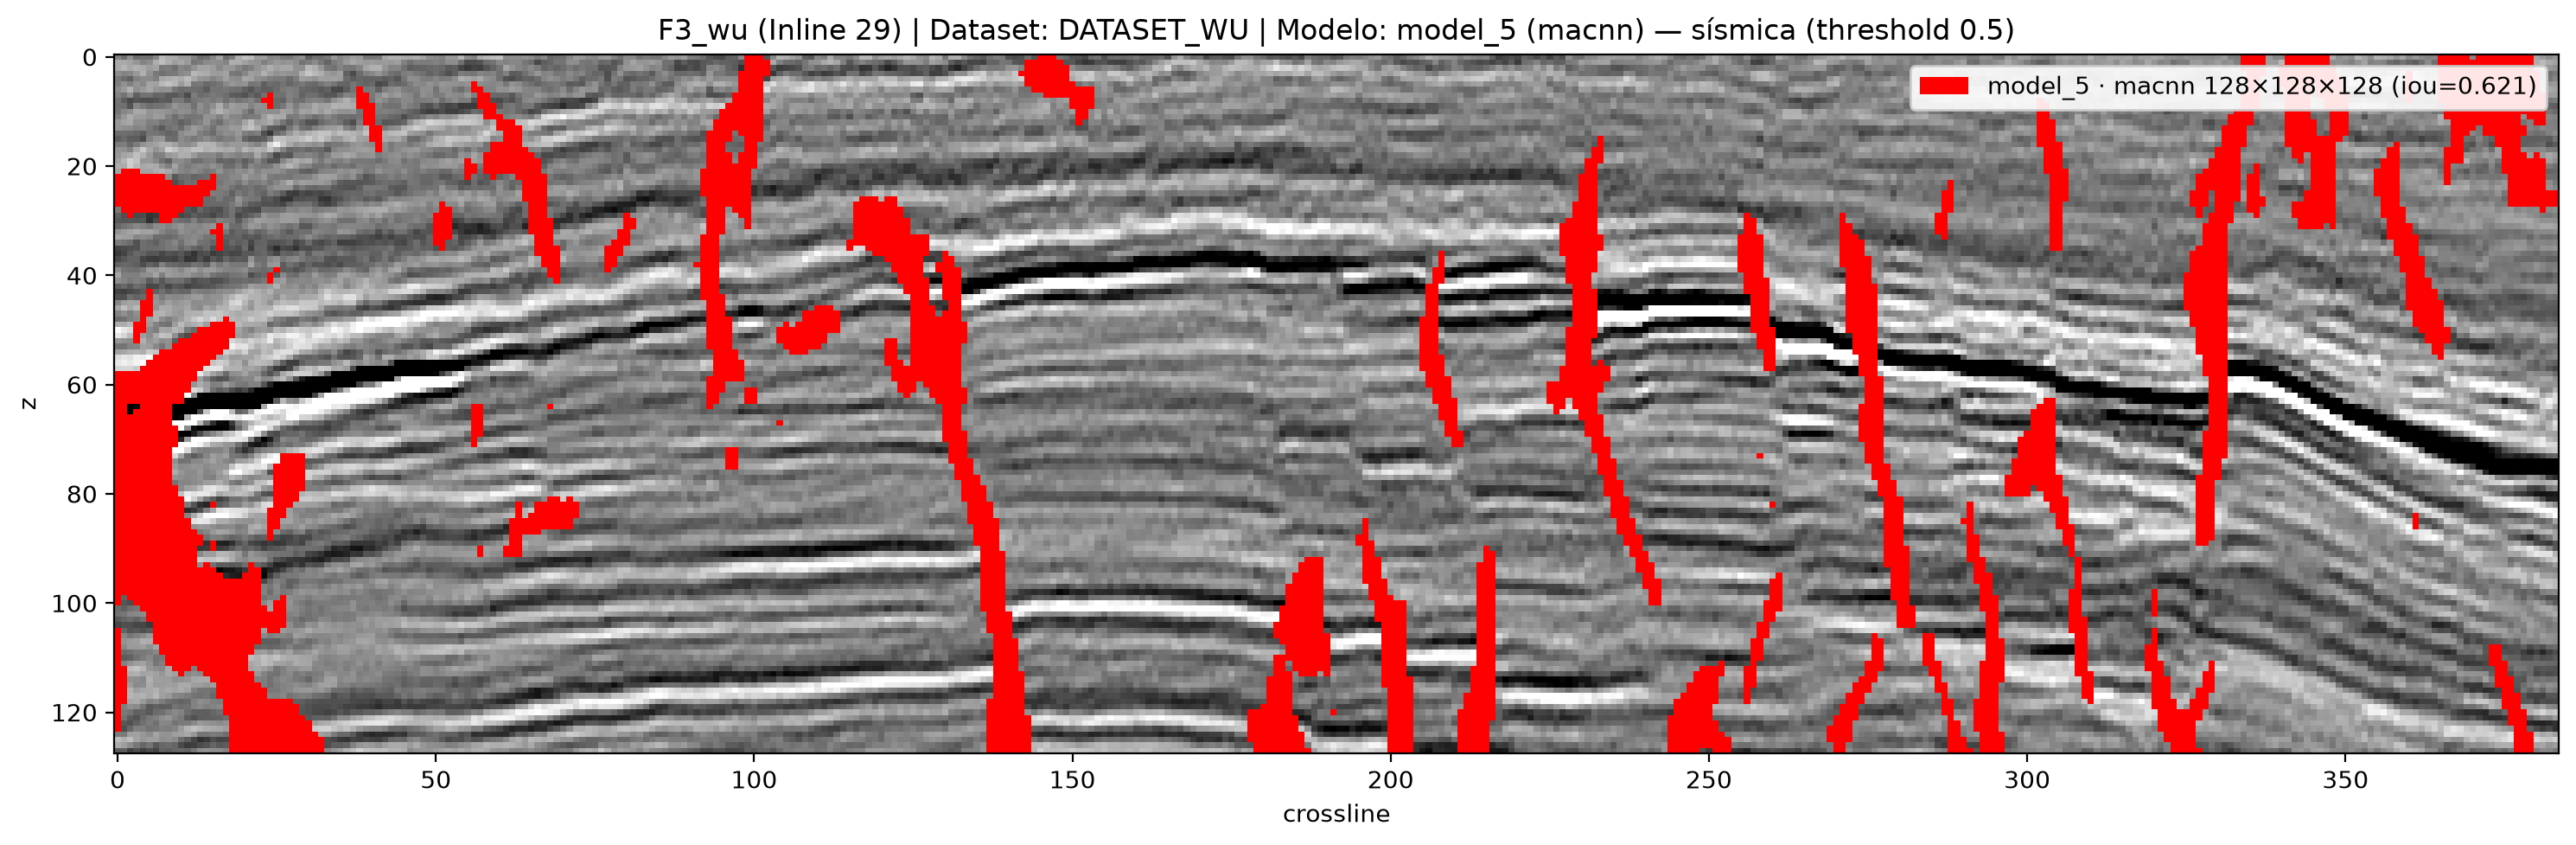 F3_wu (Inline 29) | Dataset: DATASET_WU | Modelo: model_5 (macnn) — sísmica (threshold 0.5)
model_5 · macnn 128×128×128 (iou=0.621)
0
20
40
60
80
100
120
z
0 50 100 150 200 250 300 350
crossline